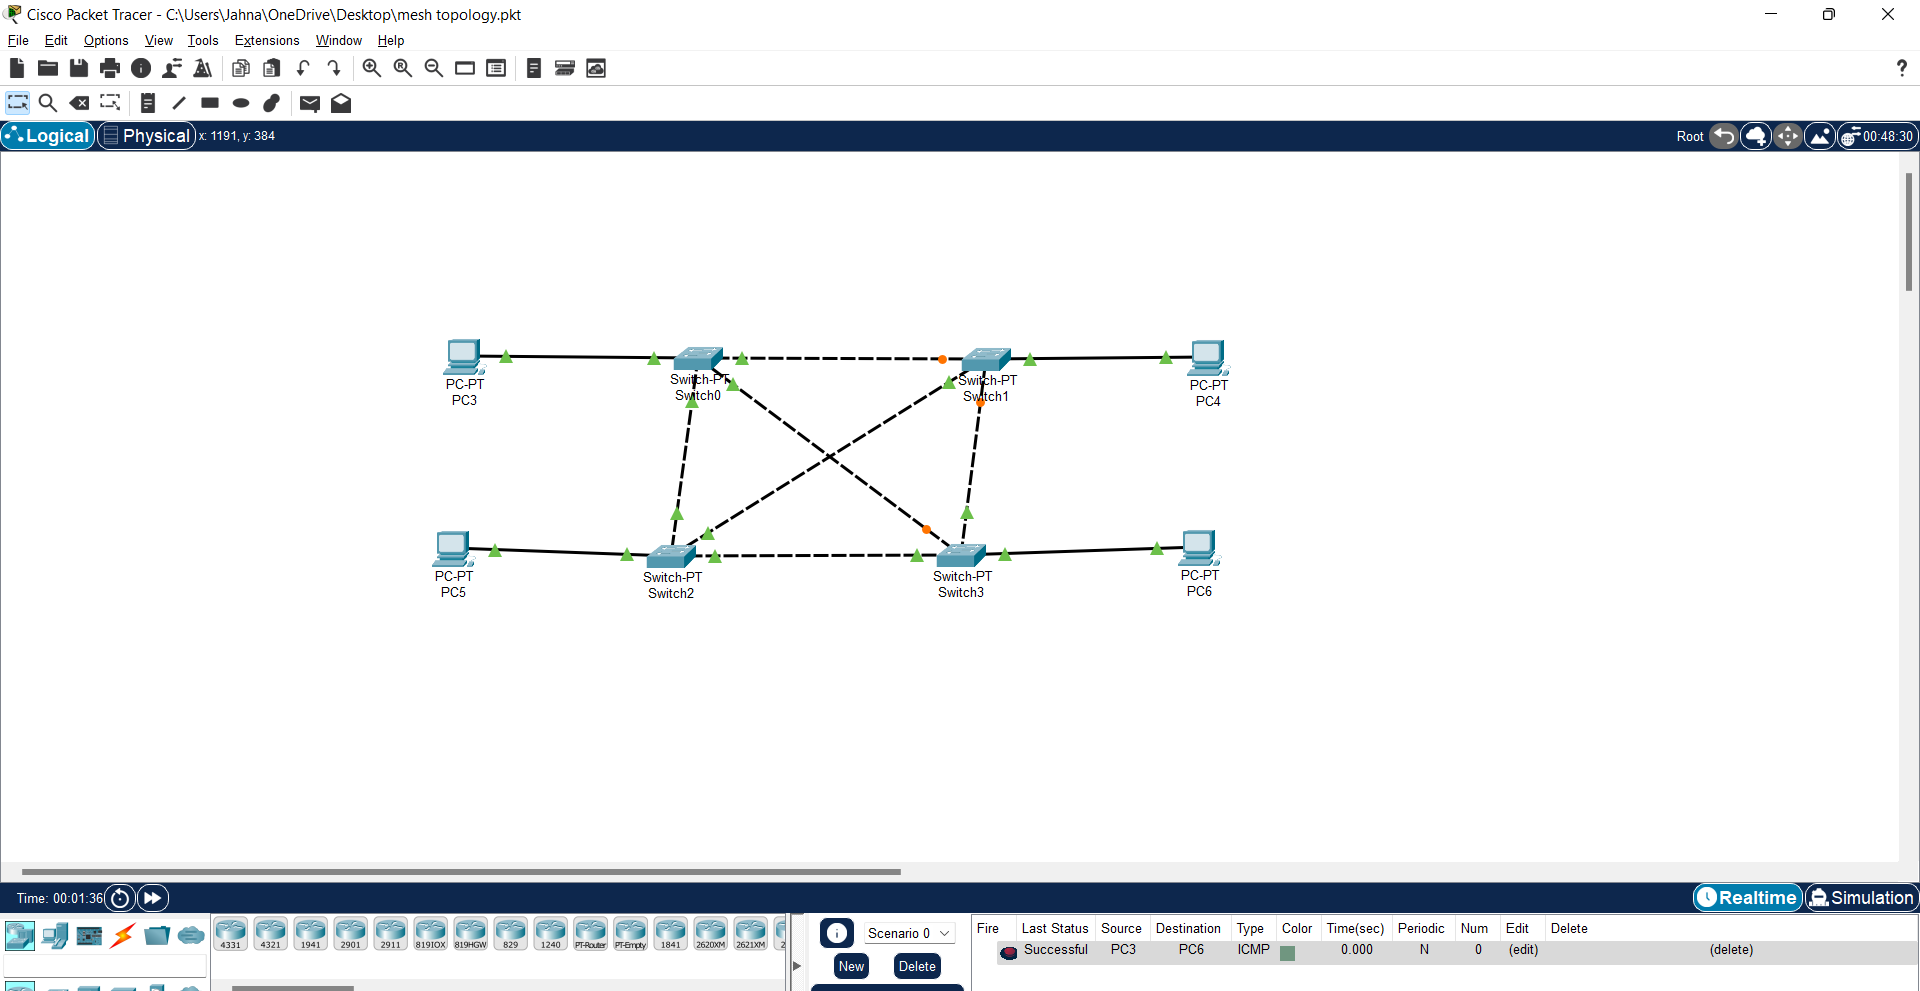 Cisco Packet Tracer - C:\Users\Jahna\OneDrive\Desktop\mesh topology.pkt
File Edit Options View Tools Extensions Window Help
Logical Physical x: 1191, y: 384 Root 00:48:30
PC-PT
PC3
Switch-PT
Switch0
Switch-PT
Switch1
PC-PT
PC4
PC-PT
PC5
Switch-PT
Switch2
Switch-PT
Switch3
PC-PT
PC6
Time: 00:01:36 Realtime Simulation
4331 4321 1941 2901 2911 819IOX 819HGW 829 1240 PT-Router PT-Empty 1841 2620XM 2621XM 2
Scenario 0
New Delete
Fire Last Status Source Destination Type Color Time(sec) Periodic Num Edit Delete
Successful PC3 PC6 ICMP 0.000 N 0 (edit) (delete)